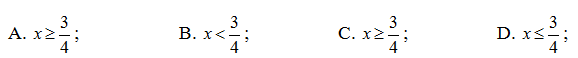 A. x≥3/4; B. x<3/4; C. x≥3/4; D. x≤3/4;